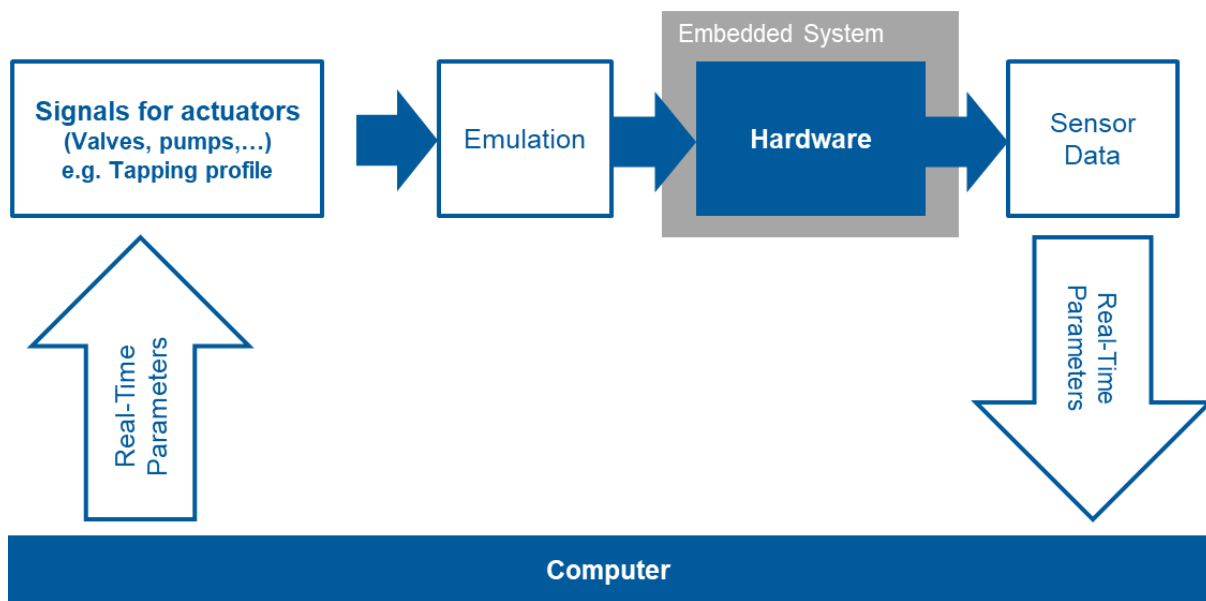 Embedded System
Signals for actuators
(Valves, pumps,…)
e.g. Tapping profile
Emulation
Hardware
Sensor
Data
Real-Time
Parameters
Real-Time
Parameters
Computer